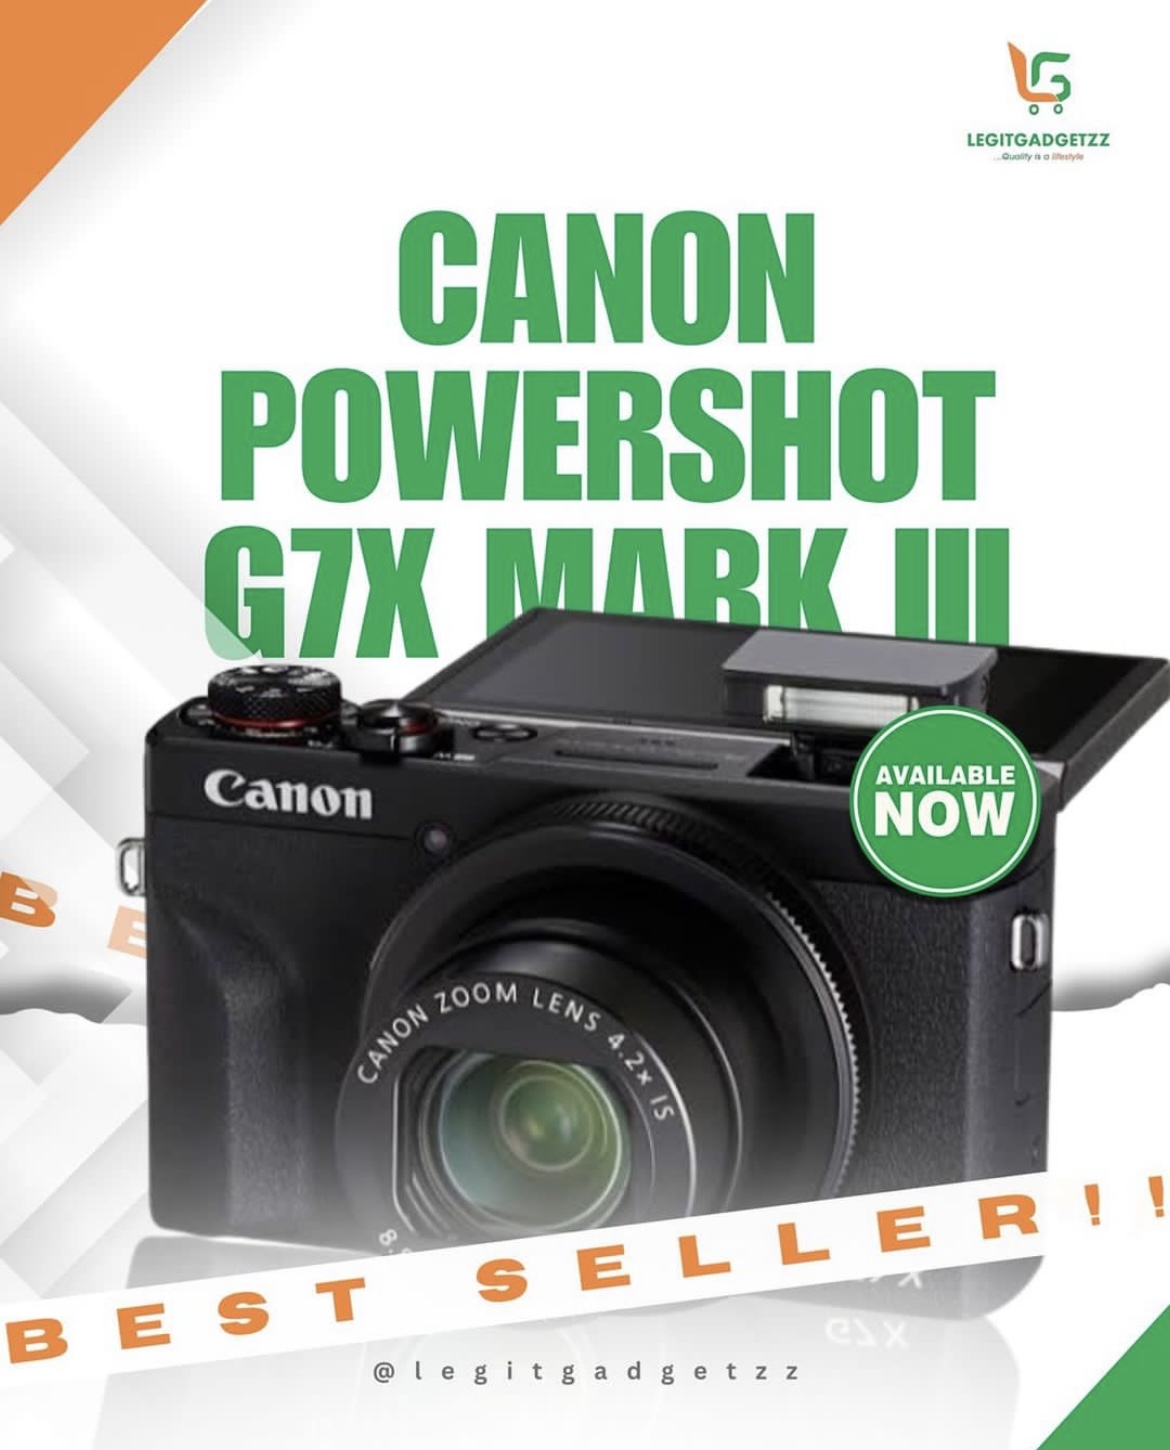 LEGITGADGETZZ
...Quality is a lifestyle
CANON
POWERSHOT
G7X MARK III
AVAILABLE
NOW
Canon
B E
CANON ZOOM LENS 4.2x IS
BEST SELLER!!
G7X
@legitgadgetzz